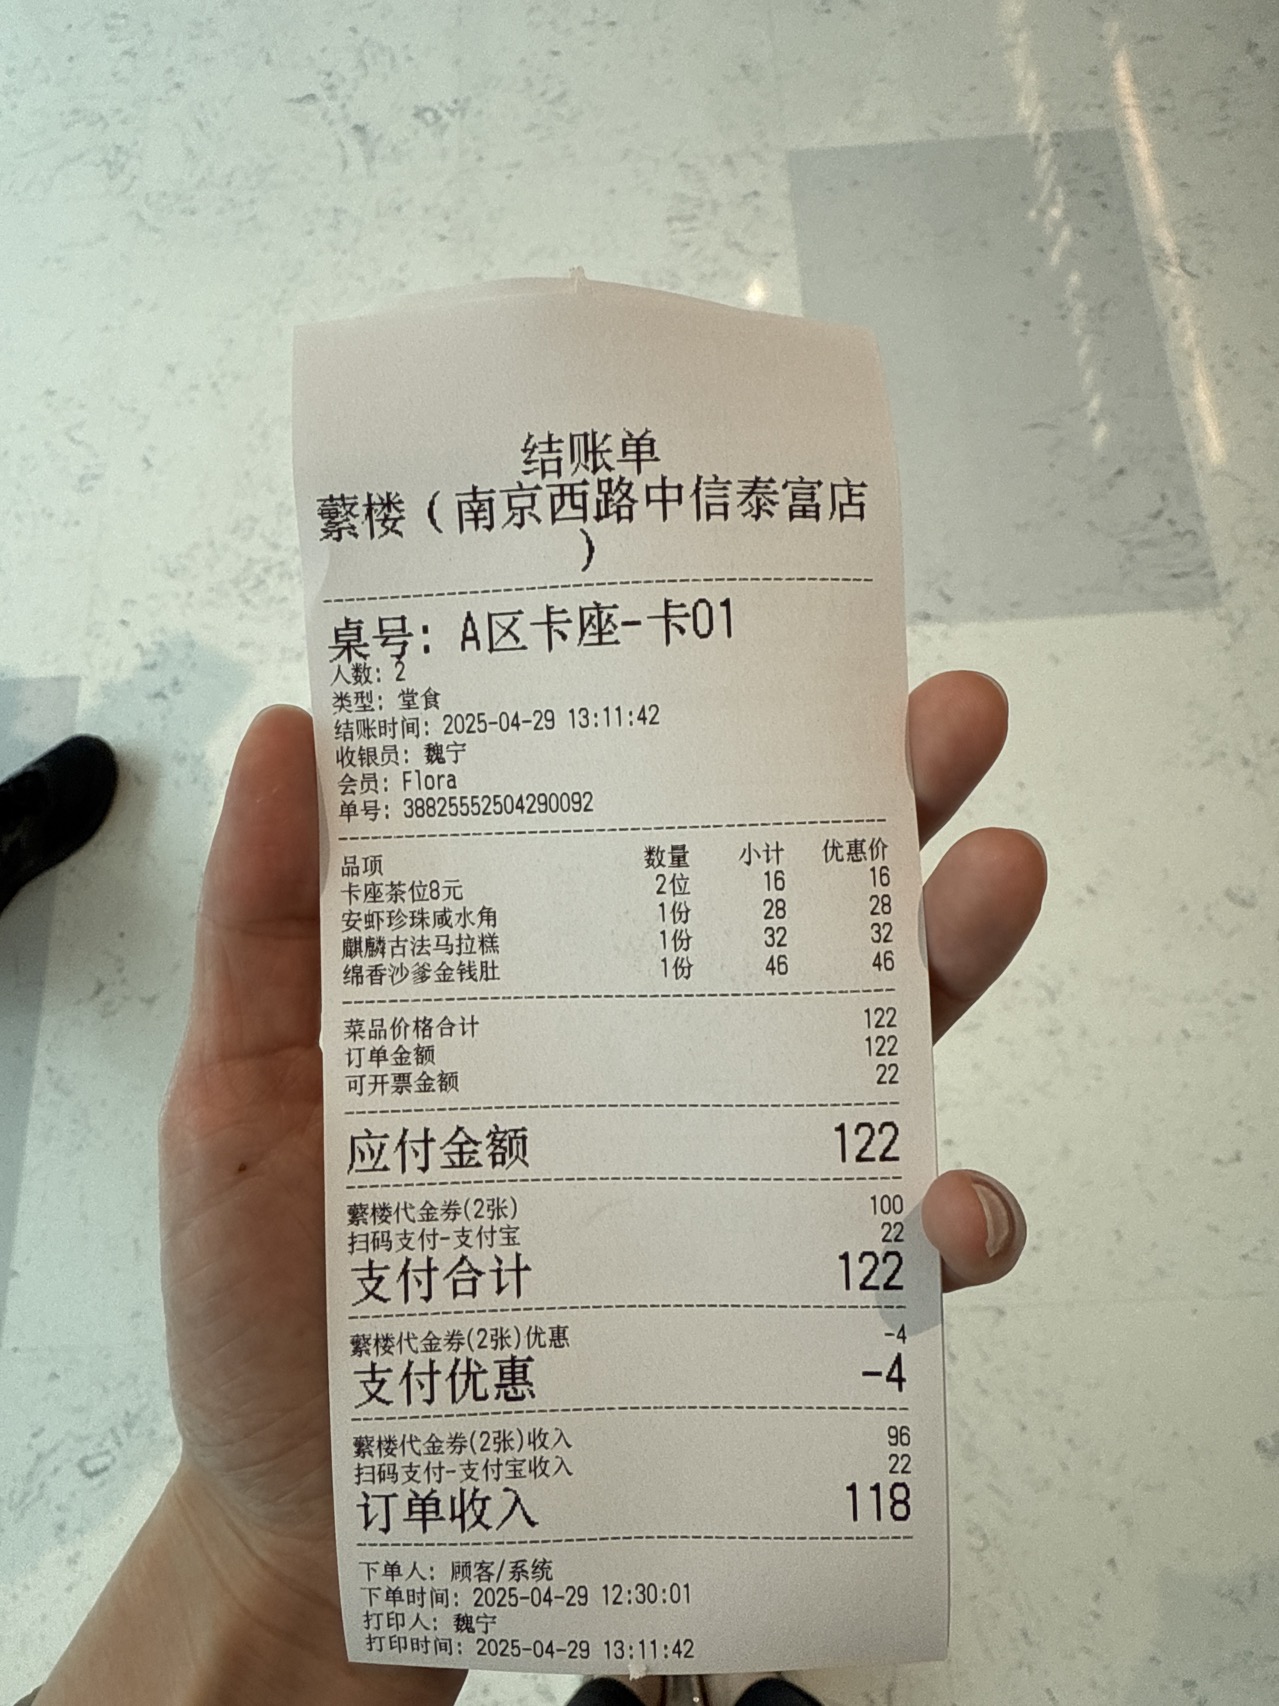 结账单
蘩楼（南京西路中信泰富店
）
桌号：A区卡座-卡01
人数：2
类型：堂食
结账时间：2025-04-29 13:11:42
收银员：魏宁
会员：Flora
单号：38825552504290092
品项 数量 小计 优惠价
卡座茶位8元 2位 16 16
安虾珍珠咸水角 1份 28 28
麒麟古法马拉糕 1份 32 32
绵香沙爹金钱肚 1份 46 46
菜品价格合计 122
订单金额 122
可开票金额 22
应付金额 122
蘩楼代金券(2张) 100
扫码支付-支付宝 22
支付合计 122
蘩楼代金券(2张)优惠 -4
支付优惠 -4
蘩楼代金券(2张)收入 96
扫码支付-支付宝收入 22
订单收入 118
下单人：顾客/系统
下单时间：2025-04-29 12:30:01
打印人：魏宁
打印时间：2025-04-29 13:11:42